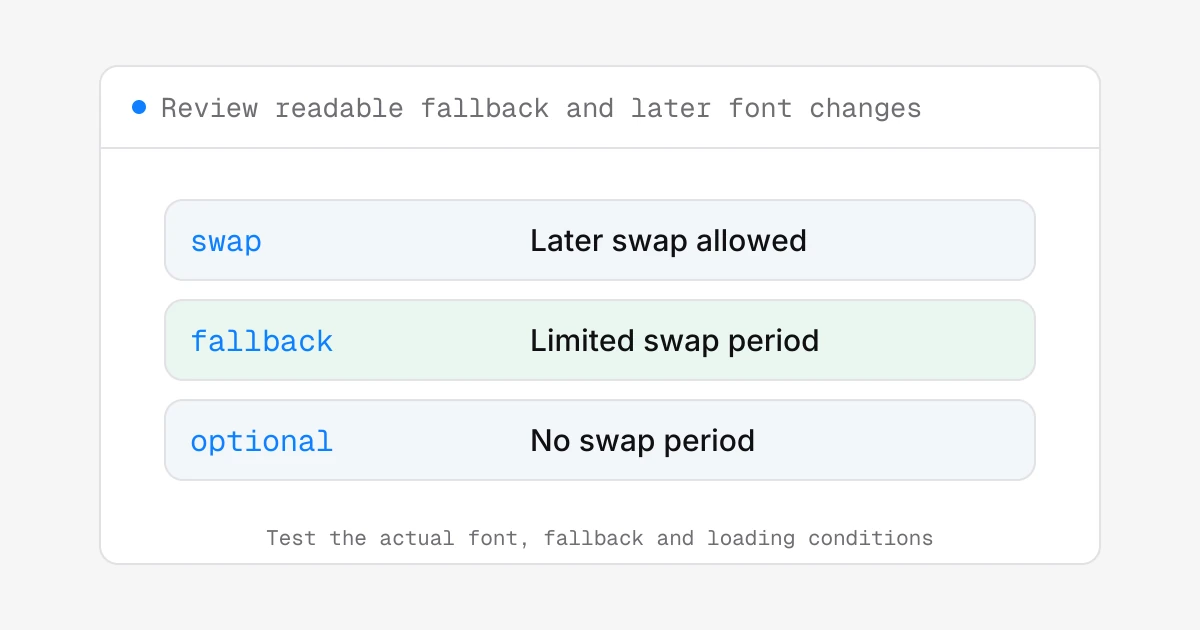 Review readable fallback and later font changes
swap Later swap allowed
fallback Limited swap period
optional No swap period
Test the actual font, fallback and loading conditions